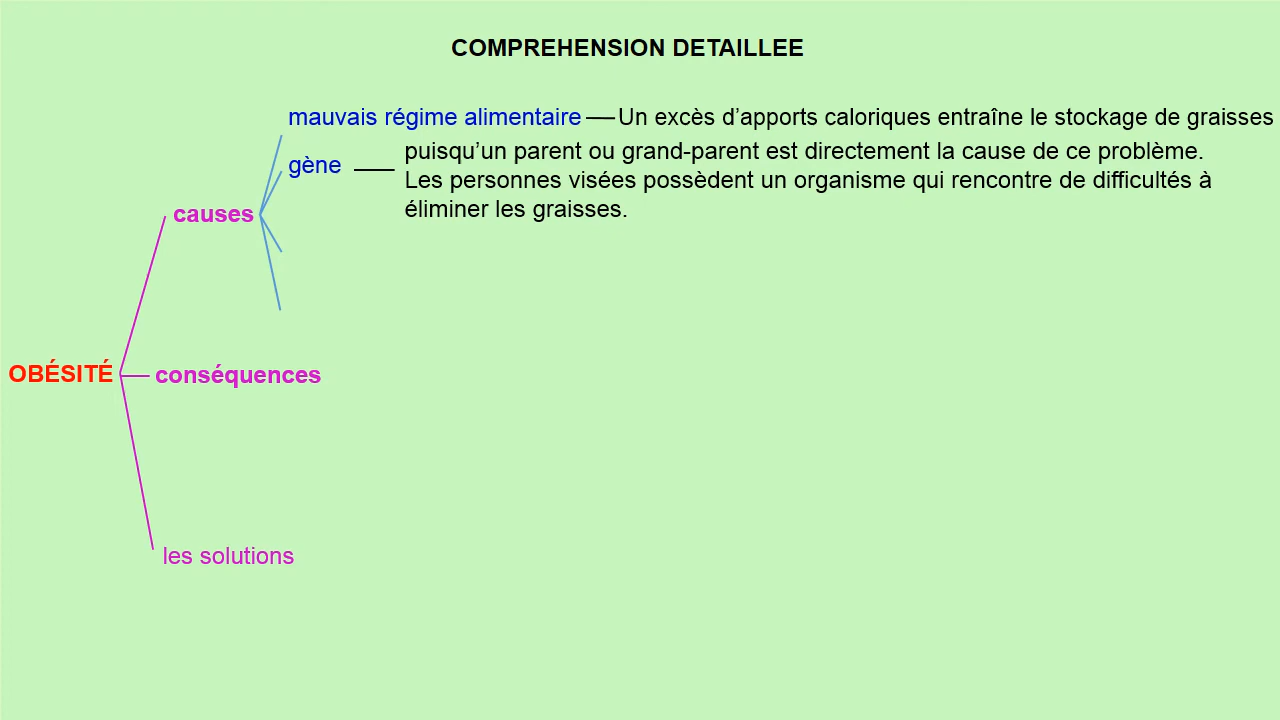 COMPREHENSION DETAILLEE
mauvais régime alimentaire — Un excès d’apports caloriques entraîne le stockage de graisses
gène — puisqu’un parent ou grand-parent est directement la cause de ce problème.
Les personnes visées possèdent un organisme qui rencontre de difficultés à
éliminer les graisses.
causes
OBÉSITÉ
conséquences
les solutions